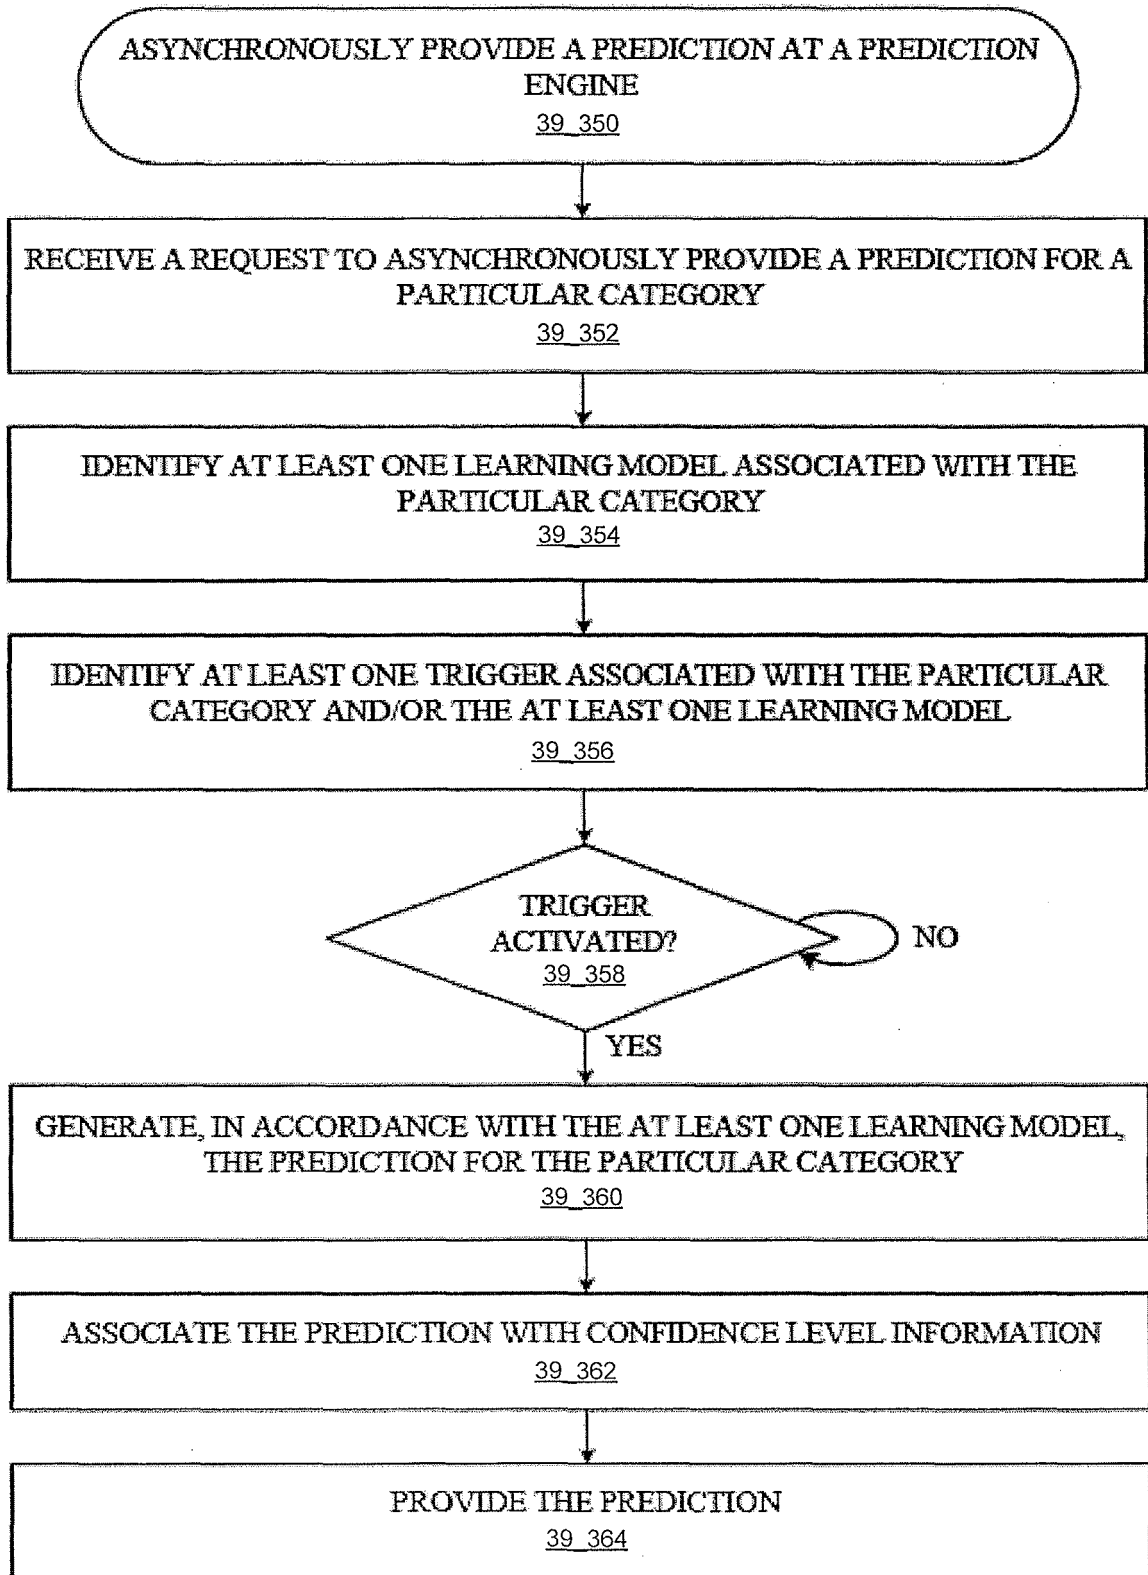 ASYNCHRONOUSLY PROVIDE A PREDICTION AT A PREDICTION
ENGINE
39_350
RECEIVE A REQUEST TO ASYNCHRONOUSLY PROVIDE A PREDICTION FOR A
PARTICULAR CATEGORY
39_352
IDENTIFY AT LEAST ONE LEARNING MODEL ASSOCIATED WITH THE
PARTICULAR CATEGORY
39_354
IDENTIFY AT LEAST ONE TRIGGER ASSOCIATED WITH THE PARTICULAR
CATEGORY AND/OR THE AT LEAST ONE LEARNING MODEL
39_356
TRIGGER
ACTIVATED?
39_358
NO
YES
GENERATE, IN ACCORDANCE WITH THE AT LEAST ONE LEARNING MODEL,
THE PREDICTION FOR THE PARTICULAR CATEGORY
39_360
ASSOCIATE THE PREDICTION WITH CONFIDENCE LEVEL INFORMATION
39_362
PROVIDE THE PREDICTION
39_364